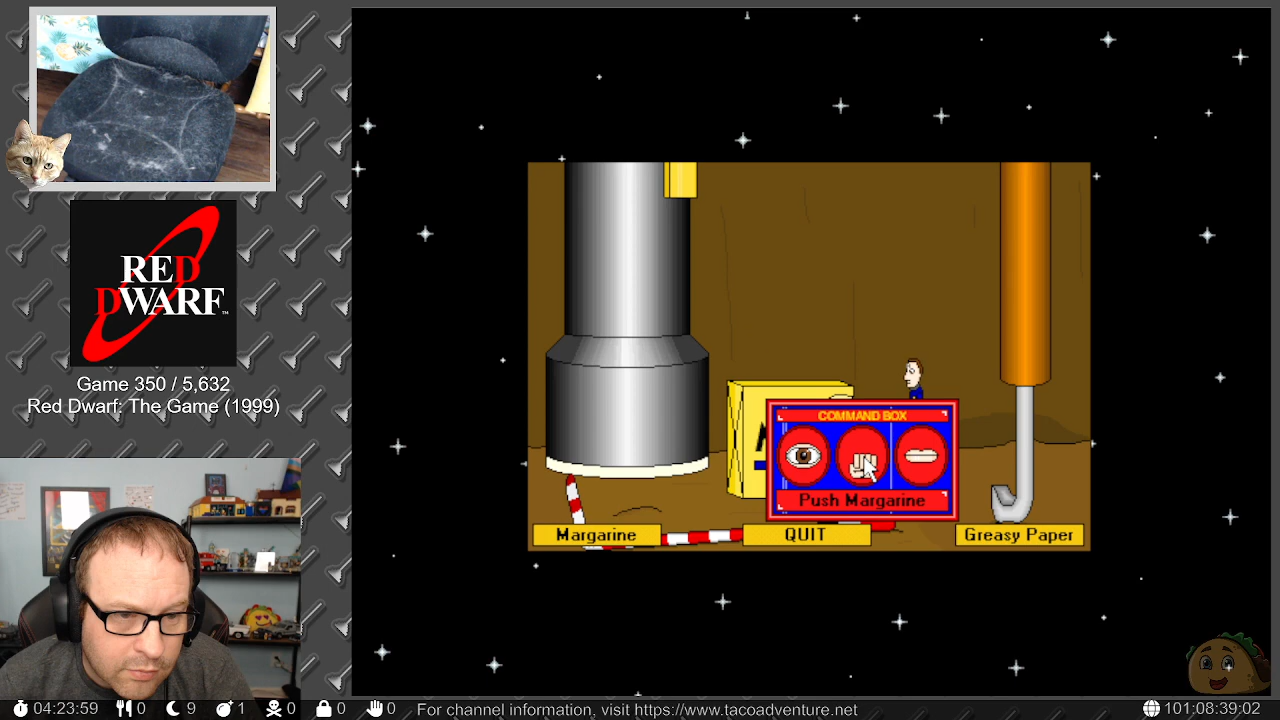 RED
DWARF™
Game 350 / 5,632
Red Dwarf: The Game (1999)
COMMAND BOX
Push Margarine
Margarine
QUIT
Greasy Paper
04:23:59
0
9
1
0
0
0
For channel information, visit https://www.tacoadventure.net
101:08:39:02